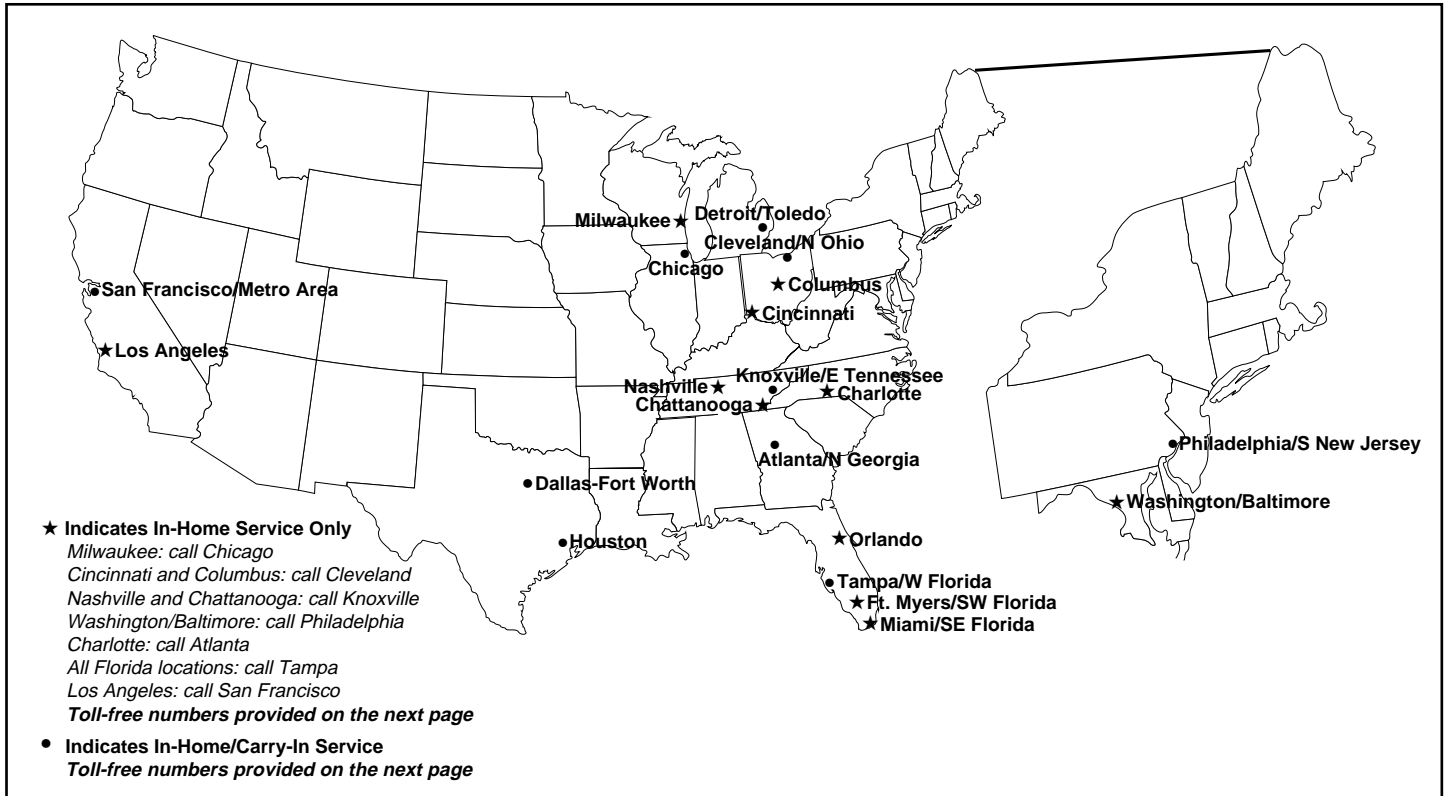 Milwaukee ★
Detroit/Toledo
Cleveland/N Ohio
Chicago
★ Columbus
★ Cincinnati
San Francisco/Metro Area
★ Los Angeles
Knoxville/E Tennessee
Nashville ★
★ Charlotte
Chattanooga ★
Atlanta/N Georgia
Philadelphia/S New Jersey
★ Washington/Baltimore
● Dallas-Fort Worth
● Houston
★ Orlando
● Tampa/W Florida
★ Ft. Myers/SW Florida
★ Miami/SE Florida
★ Indicates In-Home Service Only
Milwaukee: call Chicago
Cincinnati and Columbus: call Cleveland
Nashville and Chattanooga: call Knoxville
Washington/Baltimore: call Philadelphia
Charlotte: call Atlanta
All Florida locations: call Tampa
Los Angeles: call San Francisco
Toll-free numbers provided on the next page
● Indicates In-Home/Carry-In Service
Toll-free numbers provided on the next page